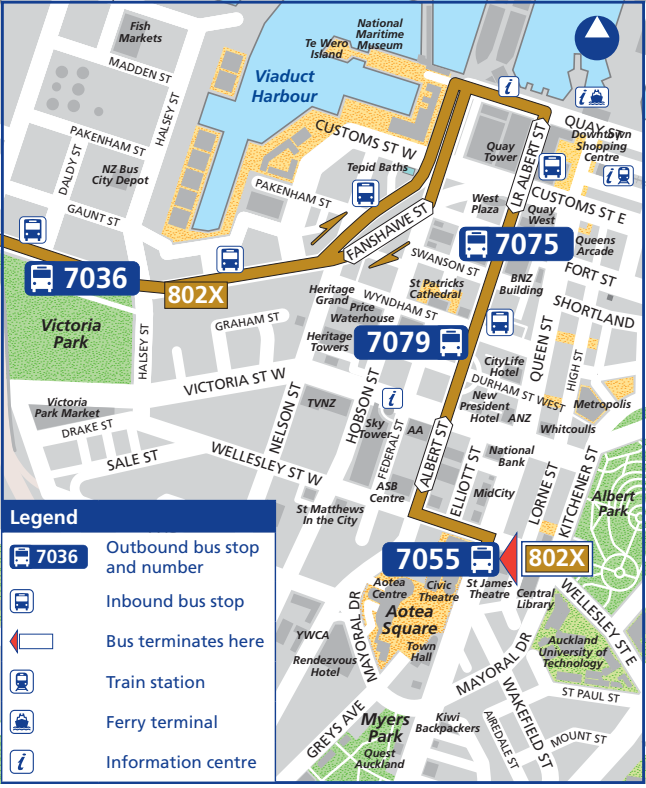 Fish
Markets
National
Maritime
Museum
Te Wero
Island
MADDEN ST
Viaduct
Harbour
HALSEY ST
i
i
QUAY ST
CUSTOMS ST W
PAKENHAM ST
DALDY ST
NZ Bus
City Depot
Tepid Baths
Quay
Tower
LR ALBERT ST
Downtown
Shopping
Centre
i
PAKENHAM ST
GAUNT ST
FANSHAWE ST
West
Plaza
CUSTOMS ST E
Quay
West
7075
Queens
Arcade
7036
802X
SWANSON ST
St Patricks
Cathedral
BNZ
Building
FORT ST
SHORTLAND
Heritage
Grand
WYNDHAM ST
Price
Waterhouse
Victoria
Park
HALSEY ST
GRAHAM ST
Heritage
Towers
7079
QUEEN ST
HIGH ST
CityLife
Hotel
VICTORIA ST W
DURHAM ST WEST
New
President
Hotel
ANZ
Metropolis
Whitcoulls
Victoria
Park Market
DRAKE ST
NELSON ST
TVNZ
HOBSON ST
i
Sky
Tower
FEDERAL ST
AA
ALBERT ST
ELLIOTT ST
National
Bank
SALE ST
WELLESLEY ST W
ASB
Centre
MidCity
LORNE ST
KITCHENER ST
Albert
Park
St Matthews
In the City
7055
802X
Aotea
Centre
Civic
Theatre
St James
Theatre
Central
Library
WELLESLEY ST E
Aotea
Square
MAYORAL DR
Town
Hall
YWCA
Rendezvous
Hotel
MAYORAL DR
Auckland
University of
Technology
ST PAUL ST
GREYS AVE
Myers
Park
Quest
Auckland
Kiwi
Backpackers
WAKEFIELD ST
AIREDALE ST
MOUNT ST
Legend
7036
Outbound bus stop
and number
Inbound bus stop
Bus terminates here
Train station
Ferry terminal
i
Information centre